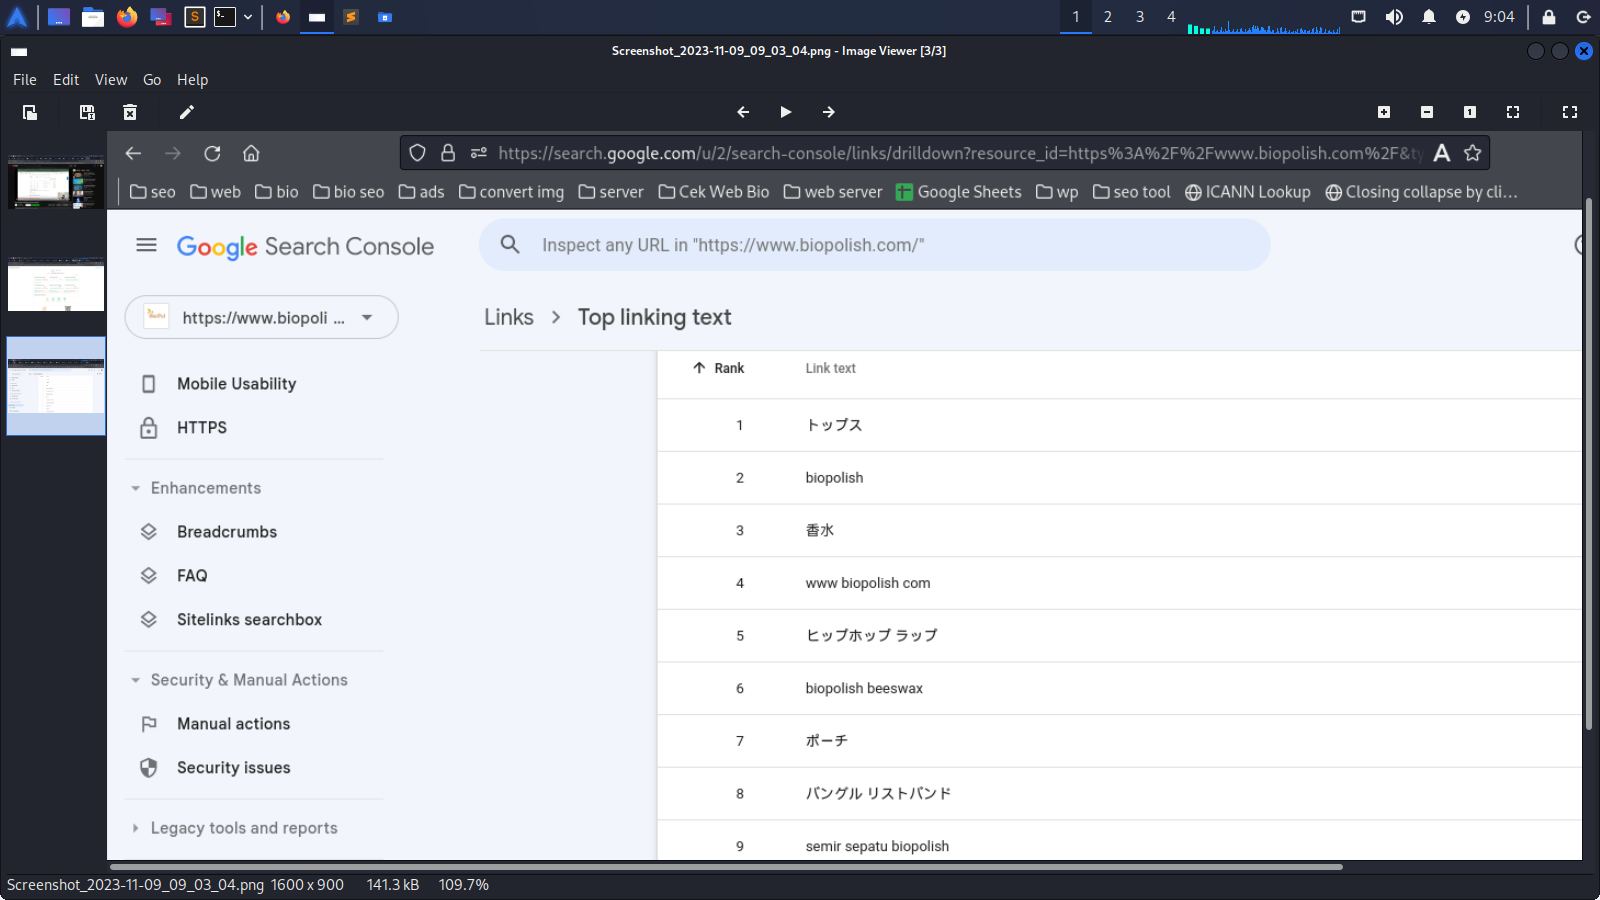 1 2 3 4 9:04
Screenshot_2023-11-09_09_03_04.png - Image Viewer [3/3]
File Edit View Go Help
https://search.google.com/u/2/search-console/links/drilldown?resource_id=https%3A%2F%2Fwww.biopolish.com%2F&ty
seo web bio bio seo ads convert img server Cek Web Bio web server Google Sheets wp seo tool ICANN Lookup Closing collapse by cli…
Google Search Console
Inspect any URL in "https://www.biopolish.com/"
https://www.biopoli ...
Links > Top linking text
Mobile Usability
HTTPS
Enhancements
Breadcrumbs
FAQ
Sitelinks searchbox
Security & Manual Actions
Manual actions
Security issues
Legacy tools and reports
Rank Link text
1 トップス
2 biopolish
3 香水
4 www biopolish com
5 ヒップホップ ラップ
6 biopolish beeswax
7 ポーチ
8 バングル リストバンド
9 semir sepatu biopolish
Screenshot_2023-11-09_09_03_04.png 1600 x 900 141.3 kB 109.7%